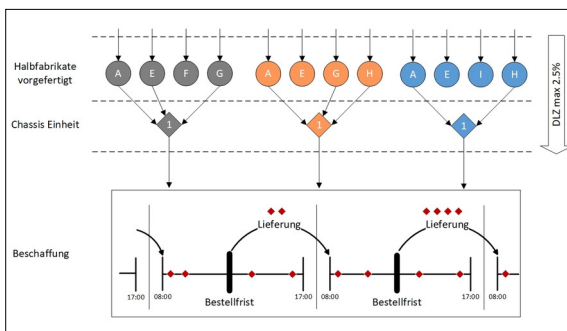 Halbfabrikate
vorgefertigt
A E F G A E G H A E I H
DLZ max 2.5%
Chassis Einheit
1 1 1
Beschaffung
Lieferung Lieferung
17:00 08:00 17:00 08:00 17:00 08:00
Bestellfrist Bestellfrist